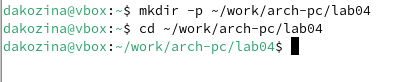 dakozina@vbox:~$ mkdir -p ~/work/arch-pc/lab04
dakozina@vbox:~$ cd ~/work/arch-pc/lab04
dakozina@vbox:~/work/arch-pc/lab04$